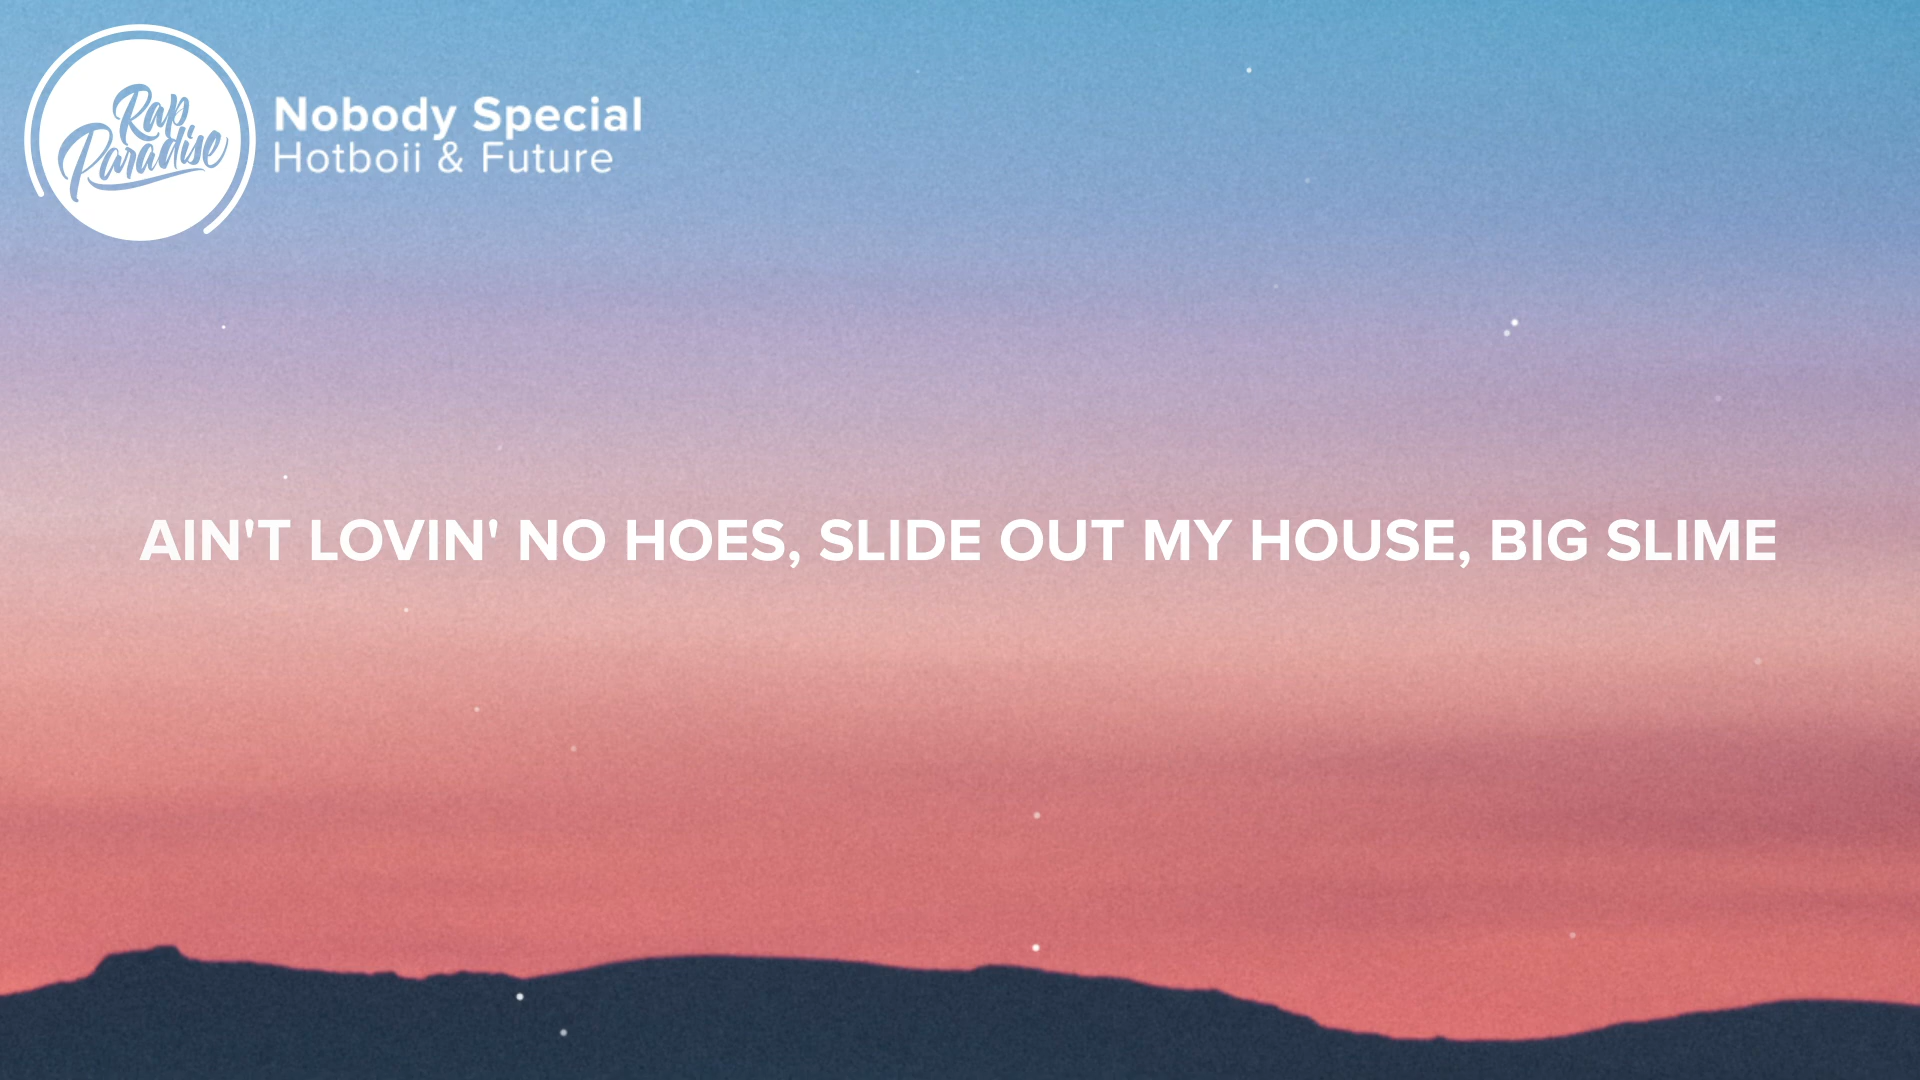 Rap
Paradise
Nobody Special
Hotboii & Future
AIN'T LOVIN' NO HOES, SLIDE OUT MY HOUSE, BIG SLIME